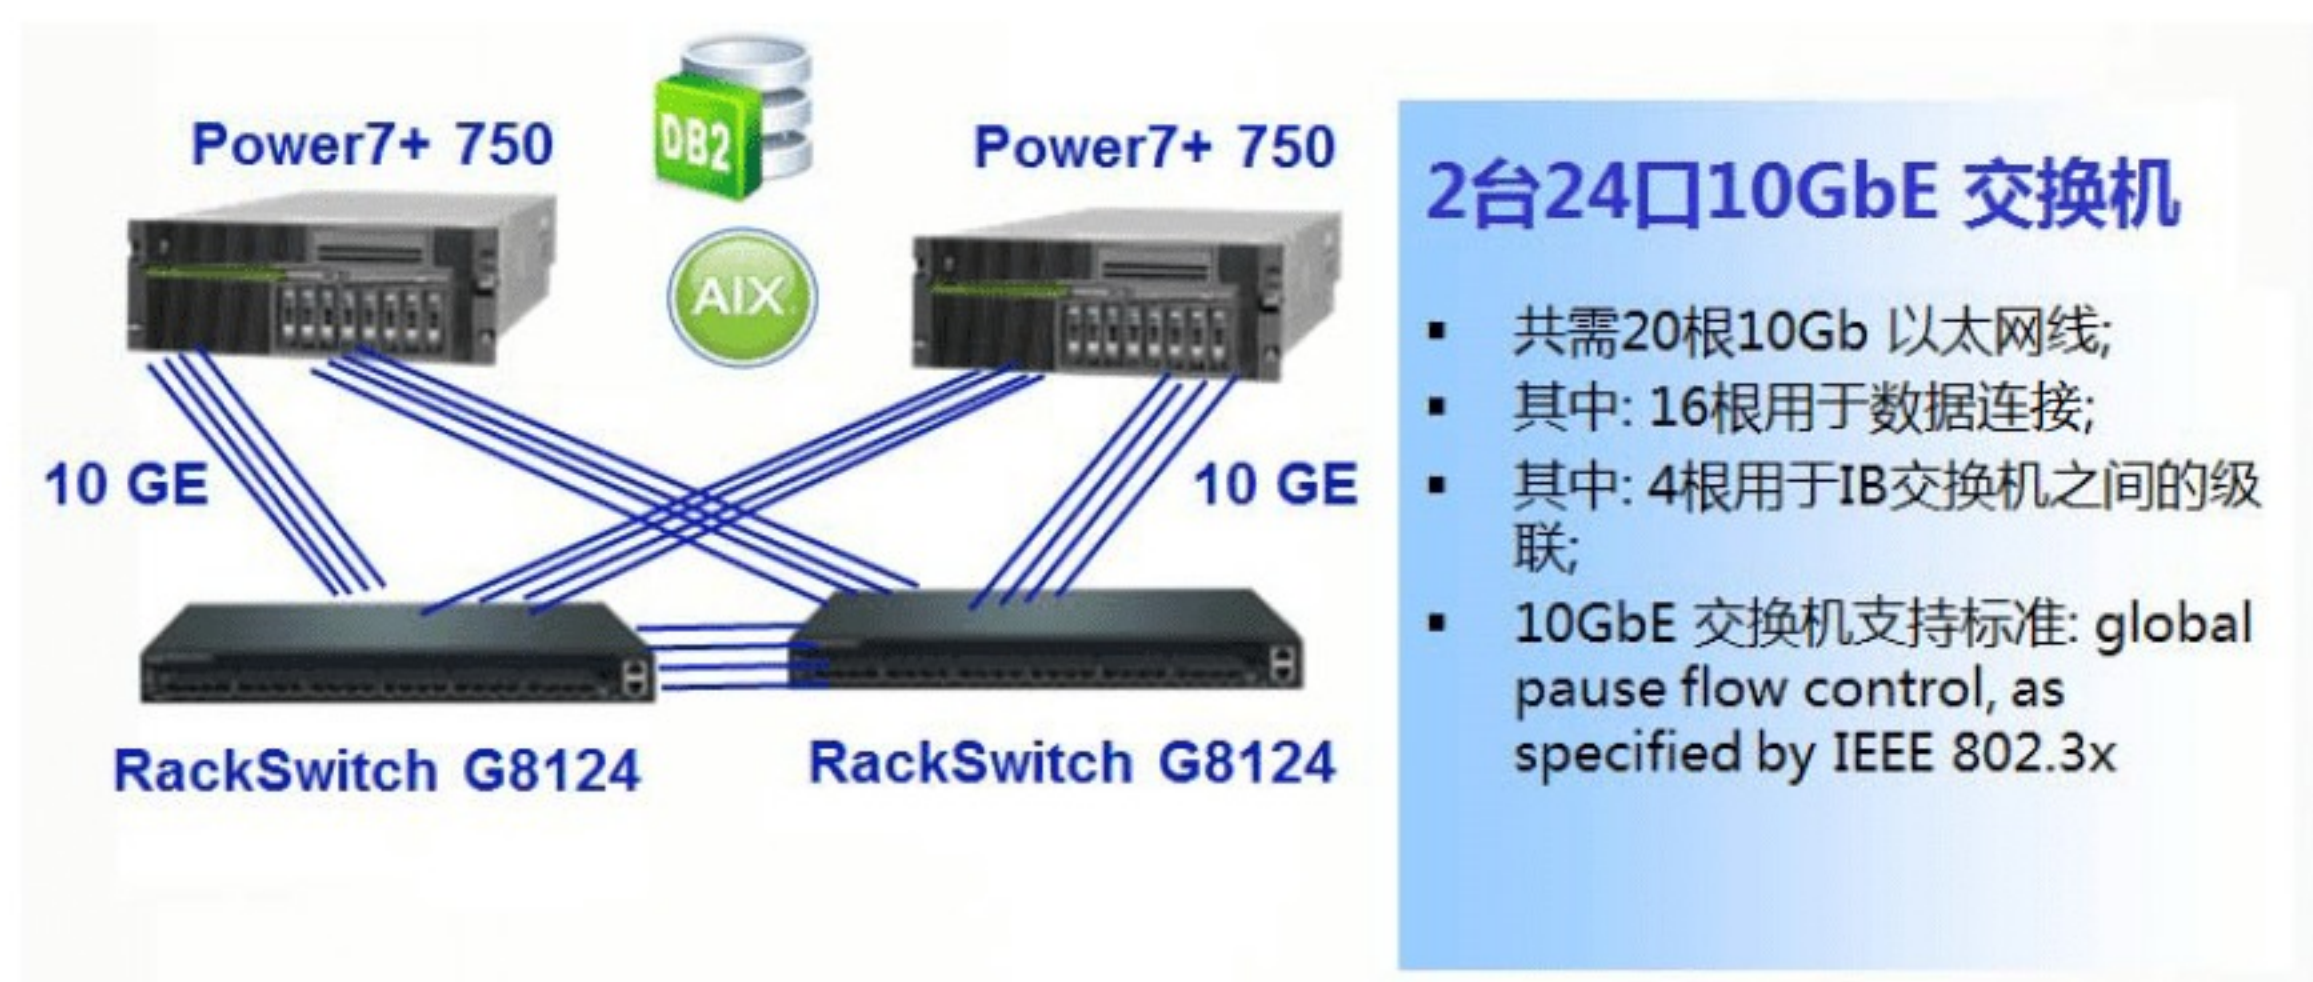 Power7+ 750
DB2
Power7+ 750
AIX
10 GE
10 GE
RackSwitch G8124
RackSwitch G8124
2台24口10GbE 交换机
▪ 共需20根10Gb 以太网线;
▪ 其中: 16根用于数据连接;
▪ 其中: 4根用于IB交换机之间的级
联;
▪ 10GbE 交换机支持标准: global
pause flow control, as
specified by IEEE 802.3x